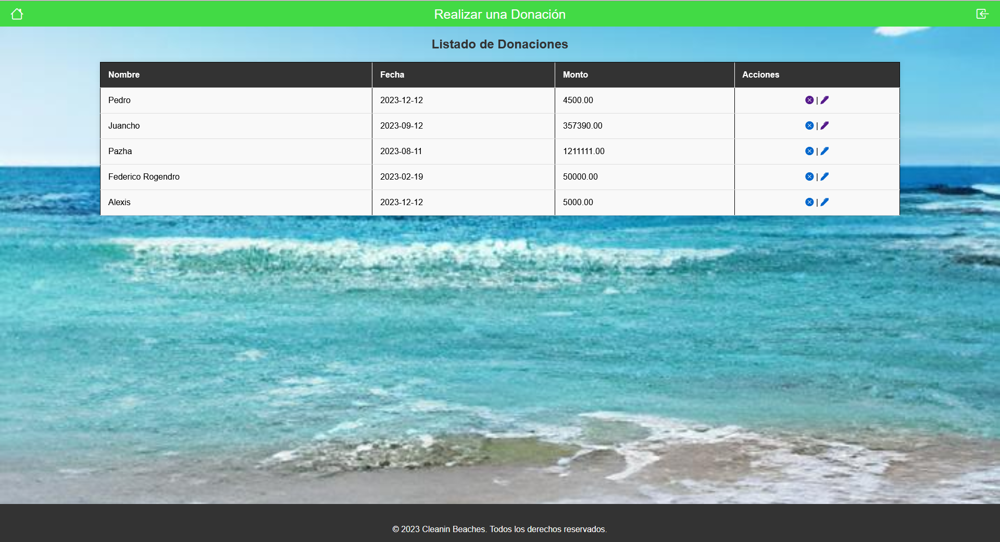 Realizar una Donación
Listado de Donaciones
Nombre Fecha Monto Acciones
Pedro 2023-12-12 4500.00 |
Juancho 2023-09-12 357390.00 |
Pazha 2023-08-11 1211111.00 |
Federico Rogendro 2023-02-19 50000.00 |
Alexis 2023-12-12 5000.00 |
© 2023 Cleanin Beaches. Todos los derechos reservados.